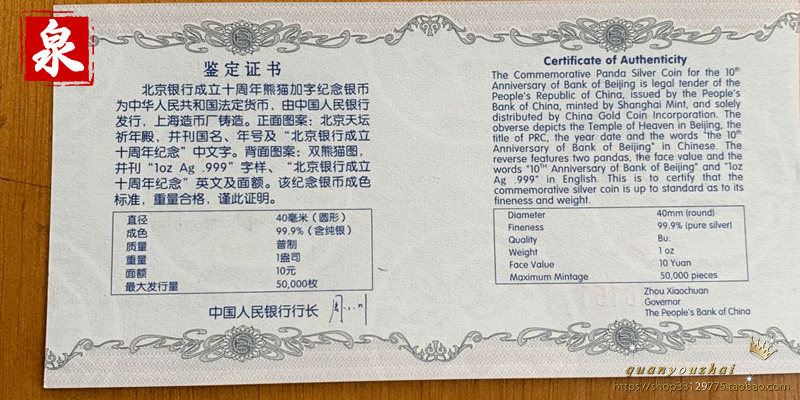 泉
鉴定证书
北京银行成立十周年熊猫加字纪念银币
为中华人民共和国法定货币，由中国人民银行
发行，上海造币厂铸造。正面图案：北京天坛
祈年殿，并刊国名、年号及“北京银行成立
十周年纪念”中文字。背面图案：双熊猫图，
并刊“1oz Ag .999”字样、“北京银行成立
十周年纪念”英文及面额。该纪念银币成色
标准，重量合格，谨此证明。
直径 40毫米（圆形）
成色 99.9%（含纯银）
质量 普制
重量 1盎司
面额 10元
最大发行量 50,000枚
中国人民银行行长
Certificate of Authenticity
The Commemorative Panda Silver Coin for the 10th
Anniversary of Bank of Beijing is legal tender of the
People's Republic of China, issued by the People's
Bank of China, minted by Shanghai Mint, and solely
distributed by China Gold Coin Incorporation. The
obverse depicts the Temple of Heaven in Beijing, the
title of PRC, the year date and the words "the 10th
Anniversary of Bank of Beijing" in Chinese. The
reverse features two pandas, the face value and the
words "10TH Anniversary of Bank of Beijing" and "1oz
Ag .999" in English. This is to certify that the
commemorative silver coin is up to standard as to its
fineness and weight.
Diameter 40mm (round)
Fineness 99.9% (pure silver)
Quality Bu.
Weight 1 oz
Face Value 10 Yuan
Maximum Mintage 50,000 pieces
Zhou Xiaochuan
Governor
The People's Bank of China
quanyouzhai
https://shop33129775.taobao.com